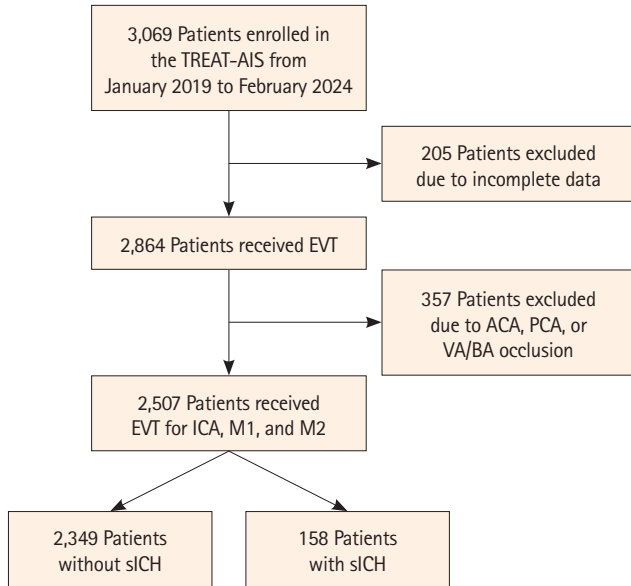 3,069 Patients enrolled in
the TREAT-AIS from
January 2019 to February 2024
205 Patients excluded
due to incomplete data
2,864 Patients received EVT
357 Patients excluded
due to ACA, PCA, or
VA/BA occlusion
2,507 Patients received
EVT for ICA, M1, and M2
2,349 Patients
without sICH
158 Patients
with sICH